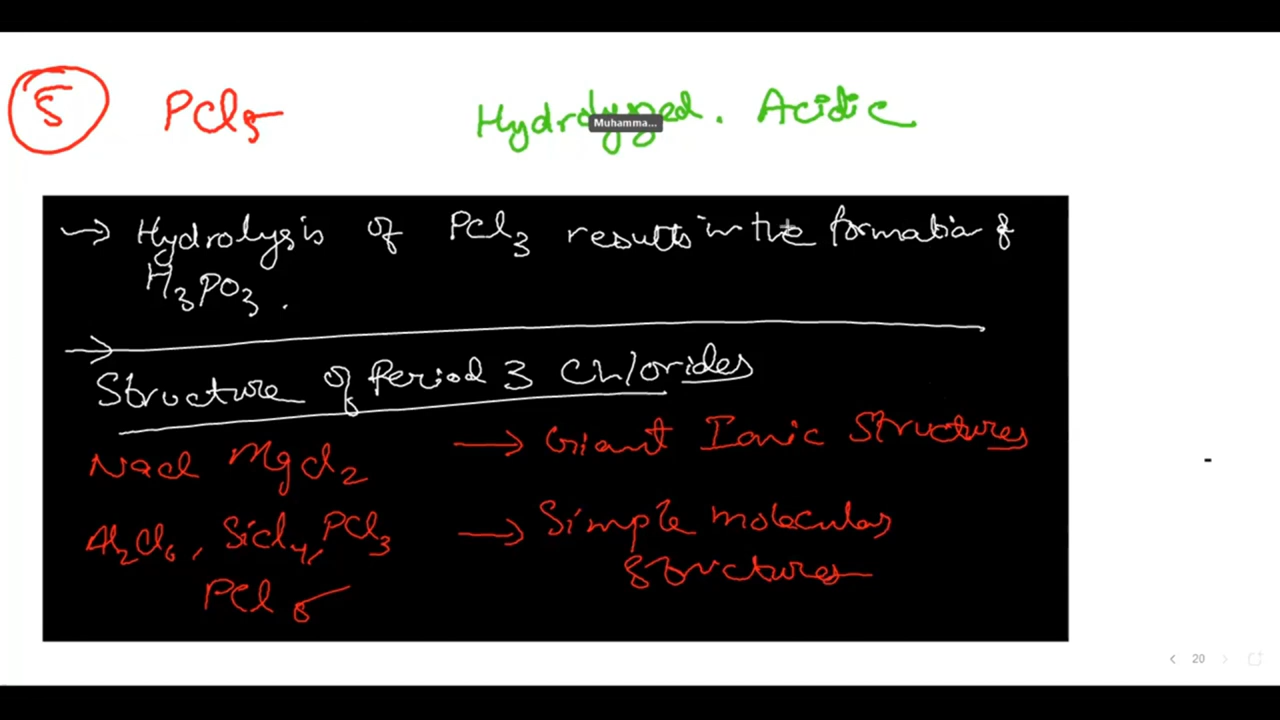 5 PCl5 Hydrolyzed. Acidic
Muhamma...
→ Hydrolysis of PCl3 results in the formation of
H3PO3.
Structure of Period 3 Chlorides
NaCl MgCl2 → Giant Ionic Structures
Al2Cl6, SiCl4, PCl3 → Simple molecular
structures
PCl5
20